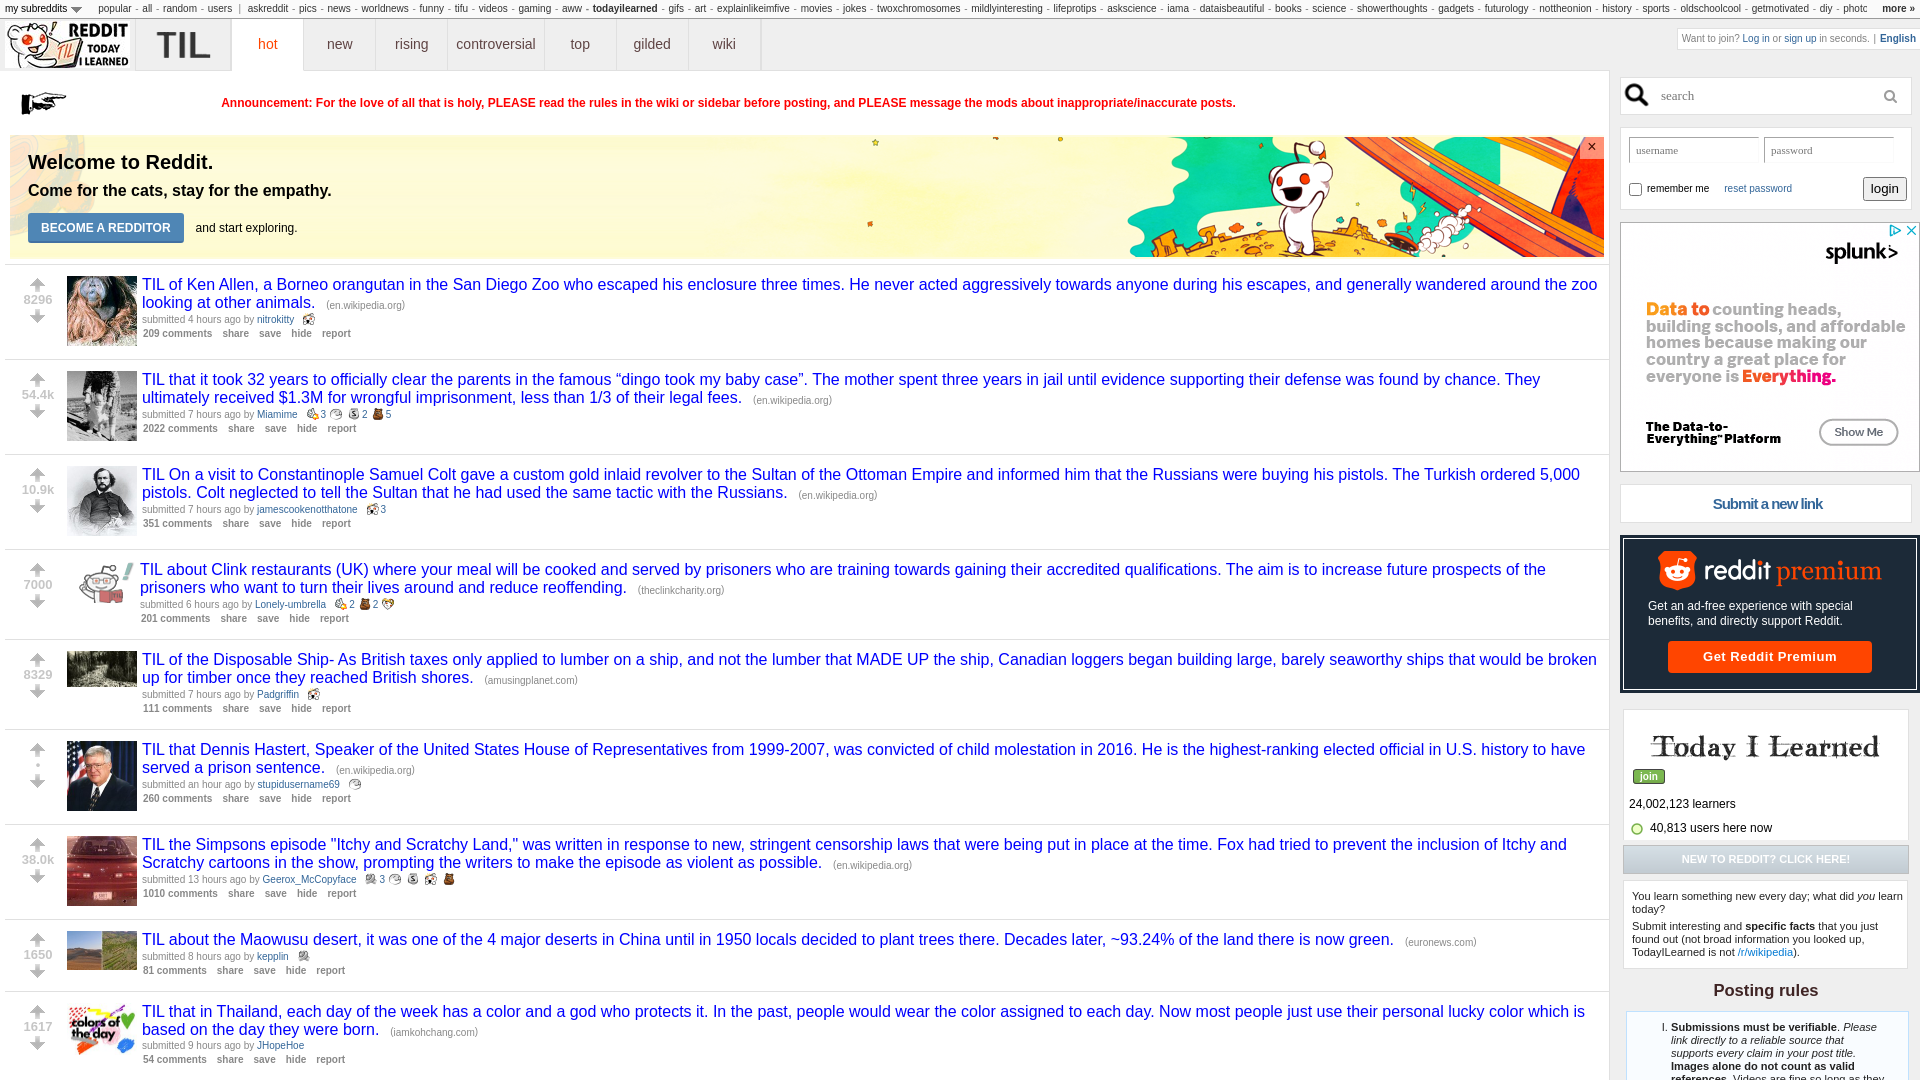 my subreddits popular - all - random - users | askreddit - pics - news - worldnews - funny - tifu - videos - gaming - aww - todayilearned - gifs - art - explainlikeimfive - movies - jokes - twoxchromosomes - mildlyinteresting - lifeprotips - askscience - iama - dataisbeautiful - books - science - showerthoughts - gadgets - futurology - nottheonion - history - sports - oldschoolcool - getmotivated - diy - photo more »
REDDIT
TODAY
I LEARNED
TIL
TIL
hot new rising controversial top gilded wiki
Want to join? Log in or sign up in seconds. | English
Announcement: For the love of all that is holy, PLEASE read the rules in the wiki or sidebar before posting, and PLEASE message the mods about inappropriate/inaccurate posts.
Welcome to Reddit.
Come for the cats, stay for the empathy.
BECOME A REDDITOR and start exploring.
×
8296
TIL of Ken Allen, a Borneo orangutan in the San Diego Zoo who escaped his enclosure three times. He never acted aggressively towards anyone during his escapes, and generally wandered around the zoo
looking at other animals. (en.wikipedia.org)
submitted 4 hours ago by nitrokitty
209 comments share save hide report
54.4k
TIL that it took 32 years to officially clear the parents in the famous “dingo took my baby case”. The mother spent three years in jail until evidence supporting their defense was found by chance. They
ultimately received $1.3M for wrongful imprisonment, less than 1/3 of their legal fees. (en.wikipedia.org)
submitted 7 hours ago by Miamime 3 2 5
2022 comments share save hide report
10.9k
TIL On a visit to Constantinople Samuel Colt gave a custom gold inlaid revolver to the Sultan of the Ottoman Empire and informed him that the Russians were buying his pistols. The Turkish ordered 5,000
pistols. Colt neglected to tell the Sultan that he had used the same tactic with the Russians. (en.wikipedia.org)
submitted 7 hours ago by jamescookenotthatone 3
351 comments share save hide report
7000
TIL about Clink restaurants (UK) where your meal will be cooked and served by prisoners who are training towards gaining their accredited qualifications. The aim is to increase future prospects of the
prisoners who want to turn their lives around and reduce reoffending. (theclinkcharity.org)
submitted 6 hours ago by Lonely-umbrella 2 2
201 comments share save hide report
8329
TIL of the Disposable Ship- As British taxes only applied to lumber on a ship, and not the lumber that MADE UP the ship, Canadian loggers began building large, barely seaworthy ships that would be broken
up for timber once they reached British shores. (amusingplanet.com)
submitted 7 hours ago by Padgriffin
111 comments share save hide report
•
TIL that Dennis Hastert, Speaker of the United States House of Representatives from 1999-2007, was convicted of child molestation in 2016. He is the highest-ranking elected official in U.S. history to have
served a prison sentence. (en.wikipedia.org)
submitted an hour ago by stupidusername69
260 comments share save hide report
38.0k
TIL the Simpsons episode "Itchy and Scratchy Land," was written in response to new, stringent censorship laws that were being put in place at the time. Fox had tried to prevent the inclusion of Itchy and
Scratchy cartoons in the show, prompting the writers to make the episode as violent as possible. (en.wikipedia.org)
submitted 13 hours ago by Geerox_McCopyface 3
1010 comments share save hide report
1650
TIL about the Maowusu desert, it was one of the 4 major deserts in China until in 1950 locals decided to plant trees there. Decades later, ~93.24% of the land there is now green. (euronews.com)
submitted 8 hours ago by kepplin
81 comments share save hide report
1617
colors of
the day
TIL that in Thailand, each day of the week has a color and a god who protects it. In the past, people would wear the color assigned to each day. Now most people just use their personal lucky color which is
based on the day they were born. (iamkohchang.com)
submitted 9 hours ago by JHopeHoe
54 comments share save hide report
search
username password
remember me reset password login
splunk>
Data to counting heads,
building schools, and affordable
homes because making our
country a great place for
everyone is Everything.
The Data-to-
Everything™ Platform
Show Me
Submit a new link
reddit premium
Get an ad-free experience with special
benefits, and directly support Reddit.
Get Reddit Premium
Today I Learned
join
24,002,123 learners
40,813 users here now
NEW TO REDDIT? CLICK HERE!
You learn something new every day; what did you learn
today?
Submit interesting and specific facts that you just
found out (not broad information you looked up,
TodayILearned is not /r/wikipedia).
Posting rules
I. Submissions must be verifiable. Please
link directly to a reliable source that
supports every claim in your post title.
Images alone do not count as valid
references. Videos are fine so long as they